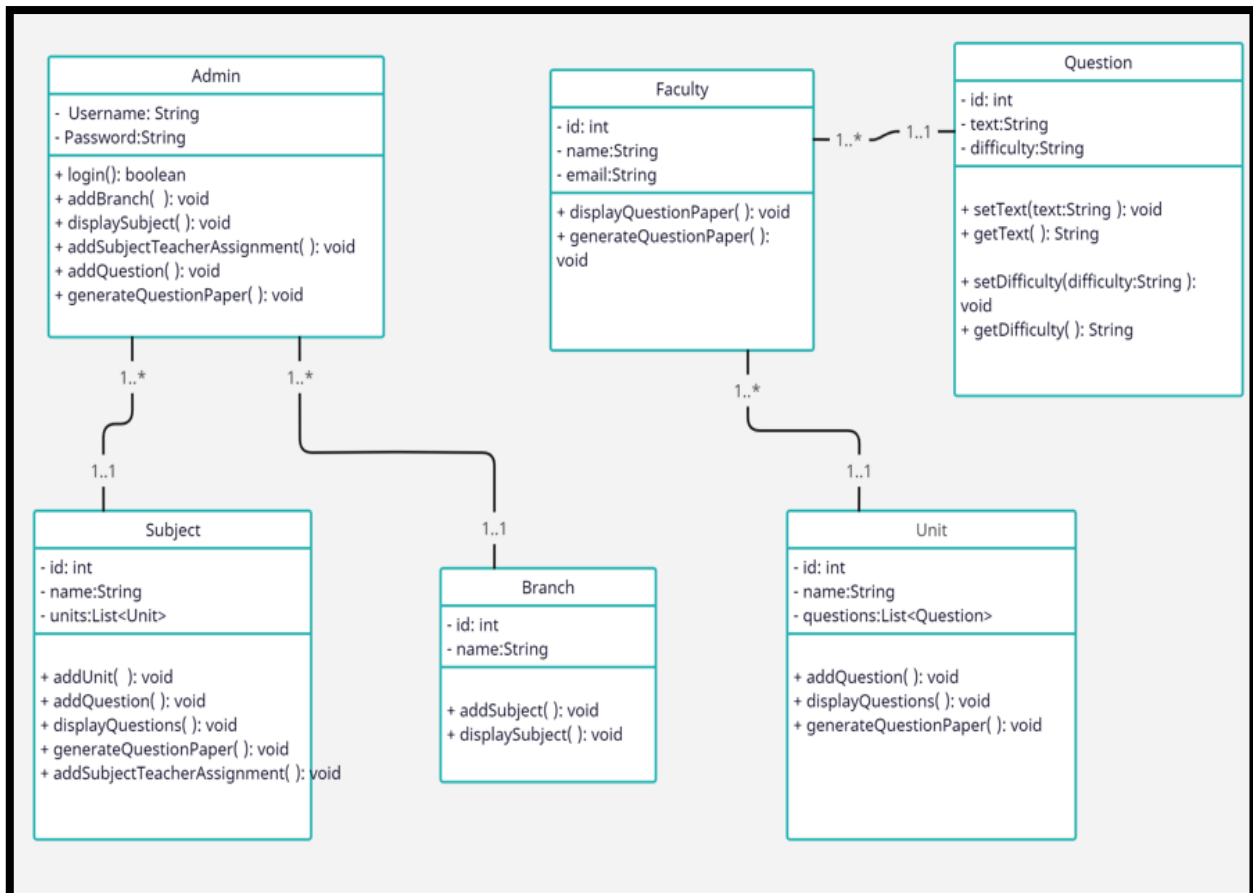 Admin
- Username: String
- Password:String
+ login(): boolean
+ addBranch( ): void
+ displaySubject( ): void
+ addSubjectTeacherAssignment( ): void
+ addQuestion( ): void
+ generateQuestionPaper( ): void
Faculty
- id: int
- name:String
- email:String
+ displayQuestionPaper( ): void
+ generateQuestionPaper( ):
void
1..*
1..1
Question
- id: int
- text:String
- difficulty:String
+ setText(text:String ): void
+ getText( ): String
+ setDifficulty(difficulty:String ):
void
+ getDifficulty( ): String
1..*
1..*
1..*
1..1
1..1
1..1
Subject
- id: int
- name:String
- units:List<Unit>
+ addUnit( ): void
+ addQuestion( ): void
+ displayQuestions( ): void
+ generateQuestionPaper( ): void
+ addSubjectTeacherAssignment( ): void
Branch
- id: int
- name:String
+ addSubject( ): void
+ displaySubject( ): void
Unit
- id: int
- name:String
- questions:List<Question>
+ addQuestion( ): void
+ displayQuestions( ): void
+ generateQuestionPaper( ): void